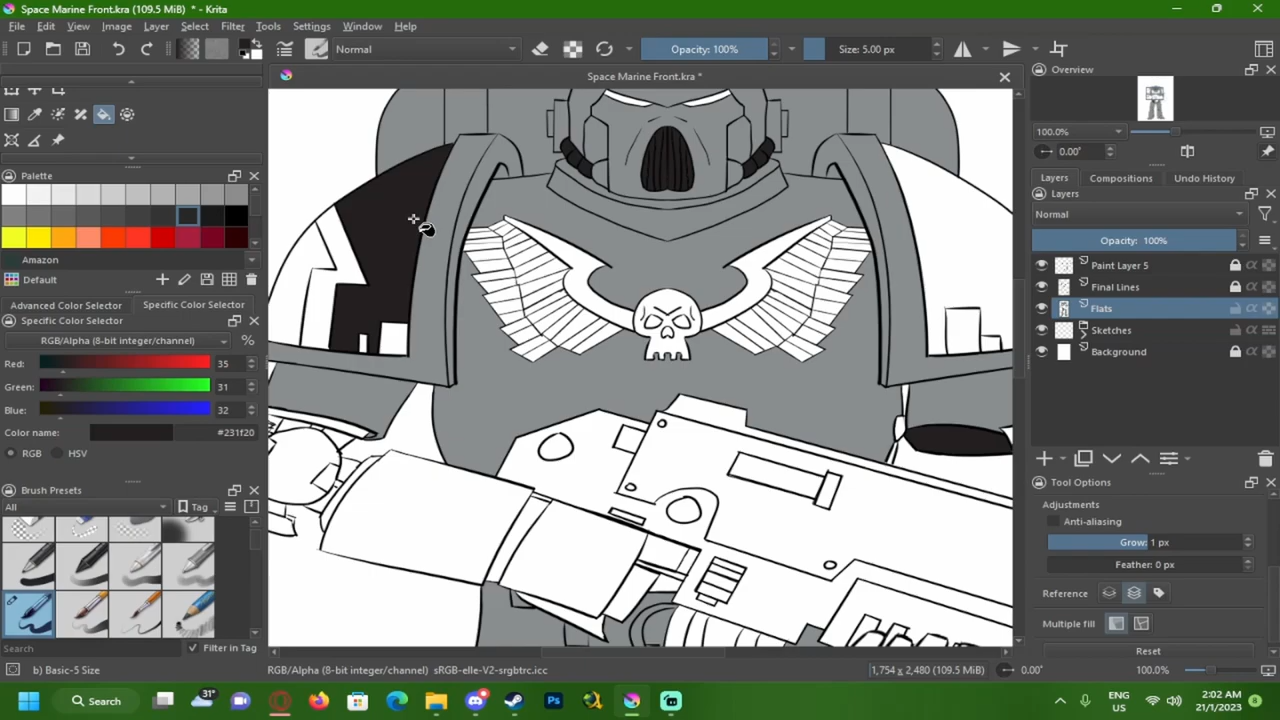 Space Marine Front.kra (109.5 MiB) * - Krita
File Edit View Image Layer Select Filter Tools Settings Window Help
Normal Opacity: 100% Size: 5.00 px
Space Marine Front.kra *
Palette
Amazon
Default
Advanced Color Selector Specific Color Selector
Specific Color Selector
RGB/Alpha (8-bit integer/channel) %
Red: 35
Green: 31
Blue: 32
Color name: #231f20
RGB HSV
Brush Presets
All Tag
Search Filter in Tag
b) Basic-5 Size RGB/Alpha (8-bit integer/channel) sRGB-elle-V2-srgbtrc.icc 1,754 x 2,480 (109.5 MiB) 0.00° 100.0%
Overview
100.0%
0.00°
Layers Compositions Undo History
Layers
Normal
Opacity: 100%
Paint Layer 5
Final Lines
Flats
Sketches
Background
Tool Options
Adjustments
Anti-aliasing
Grow: 1 px
Feather: 0 px
Reference
Multiple fill
Reset
Search 31° Ps ENG US 2:02 AM 21/1/2023 8